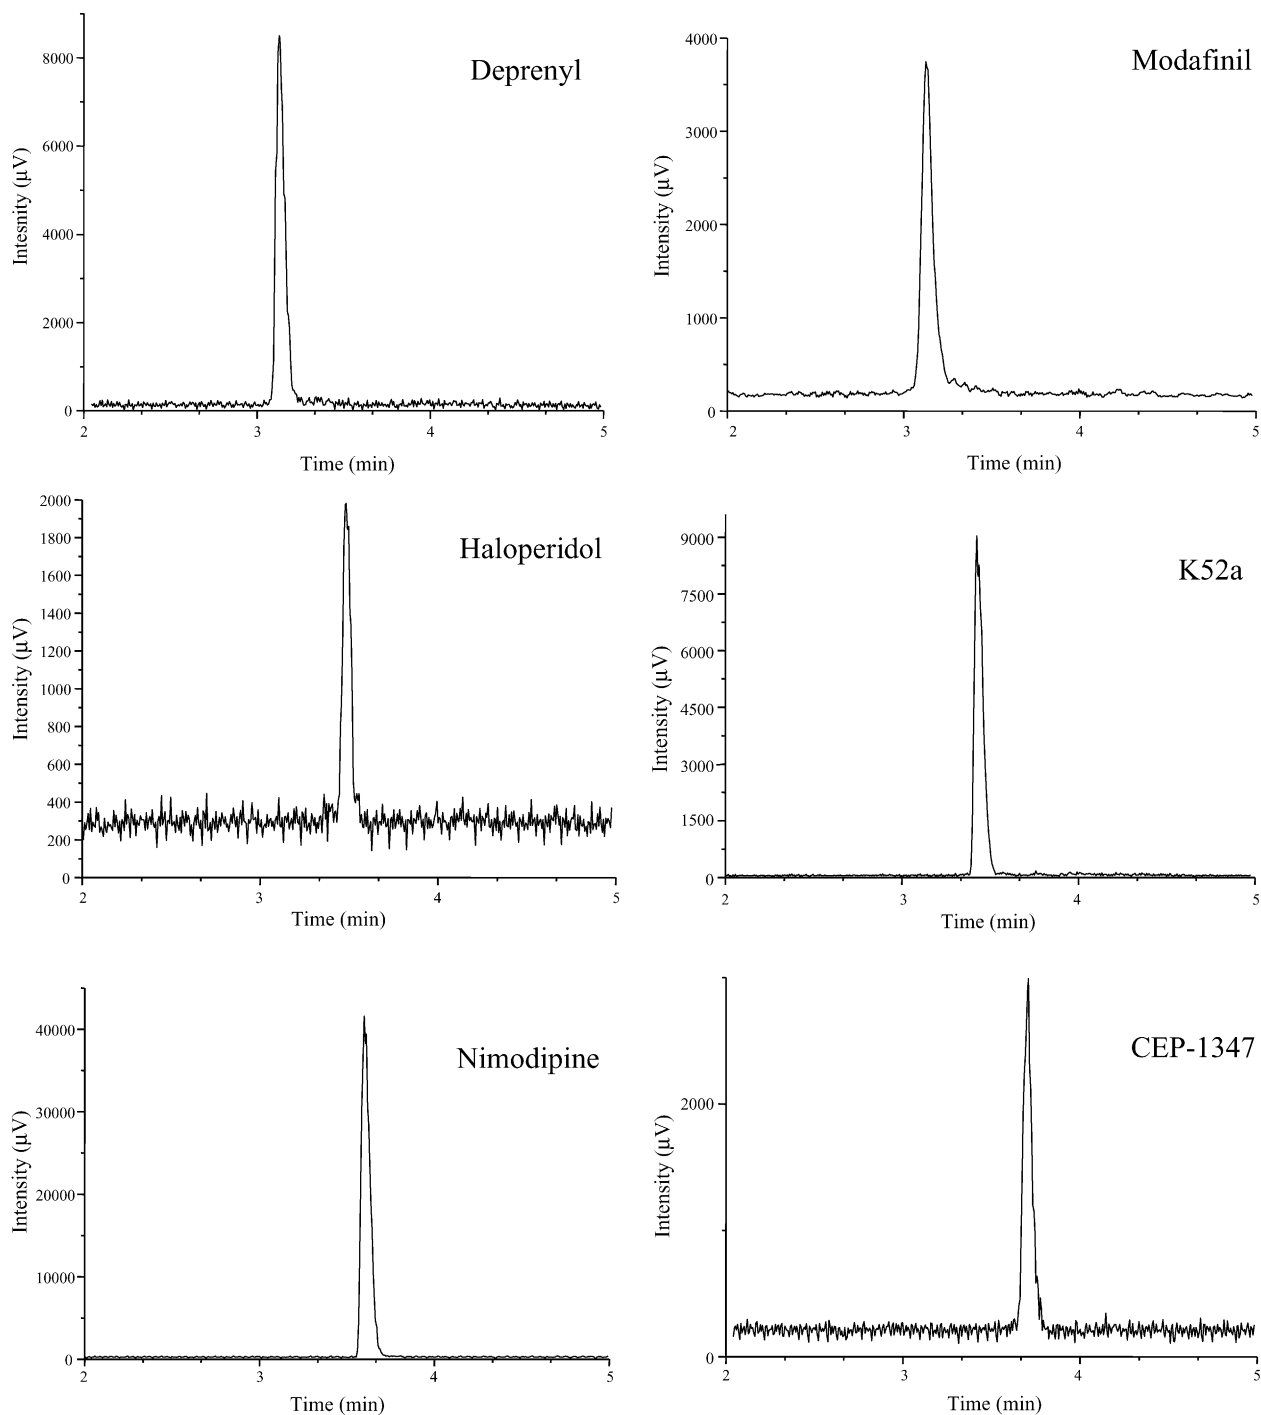 Deprenyl
8000
6000
4000
2000
0
Intesnity (µV)
2 3 4 5
Time (min)
Modafinil
4000
3000
2000
1000
0
Intensity (µV)
2 3 4 5
Time (min)
Haloperidol
2000
1800
1600
1400
1200
1000
800
600
400
200
0
Intensity (µV)
2 3 4 5
Time (min)
K52a
9000
7500
6000
4500
3000
1500
0
Intensity (µV)
2 3 4 5
Time (min)
Nimodipine
40000
30000
20000
10000
0
Intensity (µV)
2 3 4 5
Time (min)
CEP-1347
2000
0
Intensity (µV)
2 3 4 5
Time (min)